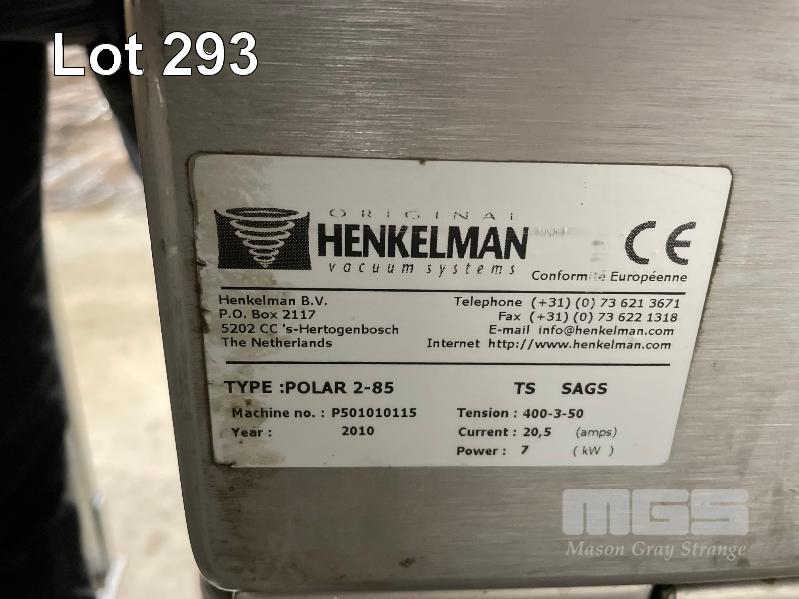 Lot 293
ORIGINAL
HENKELMAN
vacuum systems
CE
Conformité Européenne
Henkelman B.V.
P.O. Box 2117
5202 CC 's-Hertogenbosch
The Netherlands
Telephone (+31) (0) 73 621 3671
Fax (+31) (0) 73 622 1318
E-mail info@henkelman.com
Internet http://www.henkelman.com
TYPE :POLAR 2-85 TS SAGS
Machine no. : P501010115 Tension : 400-3-50
Year : 2010 Current : 20,5 (amps)
Power : 7 (kW)
MGS
Mason Gray Strange